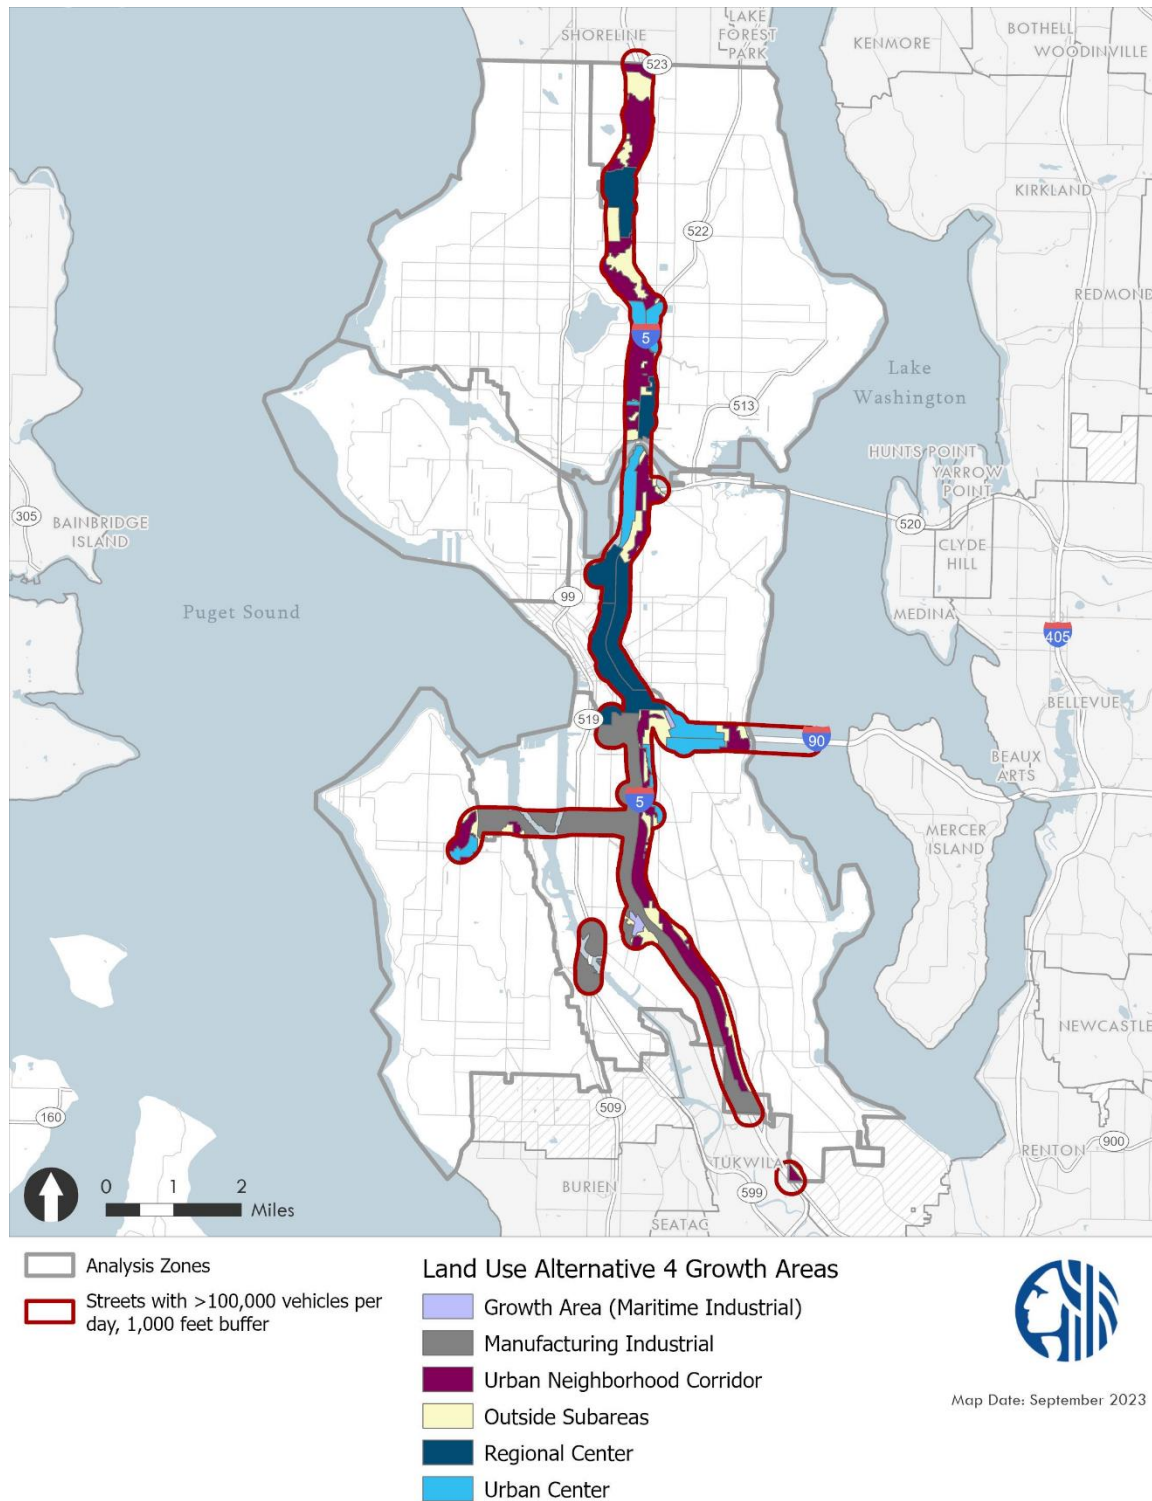 SHORELINE
LAKE
FOREST
PARK
KENMORE
BOTHELL
WOODINVILLE
523
KIRKLAND
522
REDMOND
5
Lake
Washington
513
HUNTS POINT
YARROW
POINT
305
BAINBRIDGE
ISLAND
520
CLYDE
HILL
99
Puget Sound
MEDINA
405
BELLEVUE
519
90
BEAUX
ARTS
5
MERCER
ISLAND
NEWCASTLE
509
160
TUKWILA
RENTON
900
599
BURIEN
SEATAC
0 1 2
Miles
Analysis Zones
Streets with >100,000 vehicles per
day, 1,000 feet buffer
Land Use Alternative 4 Growth Areas
Growth Area (Maritime Industrial)
Manufacturing Industrial
Urban Neighborhood Corridor
Outside Subareas
Regional Center
Urban Center
Map Date: September 2023